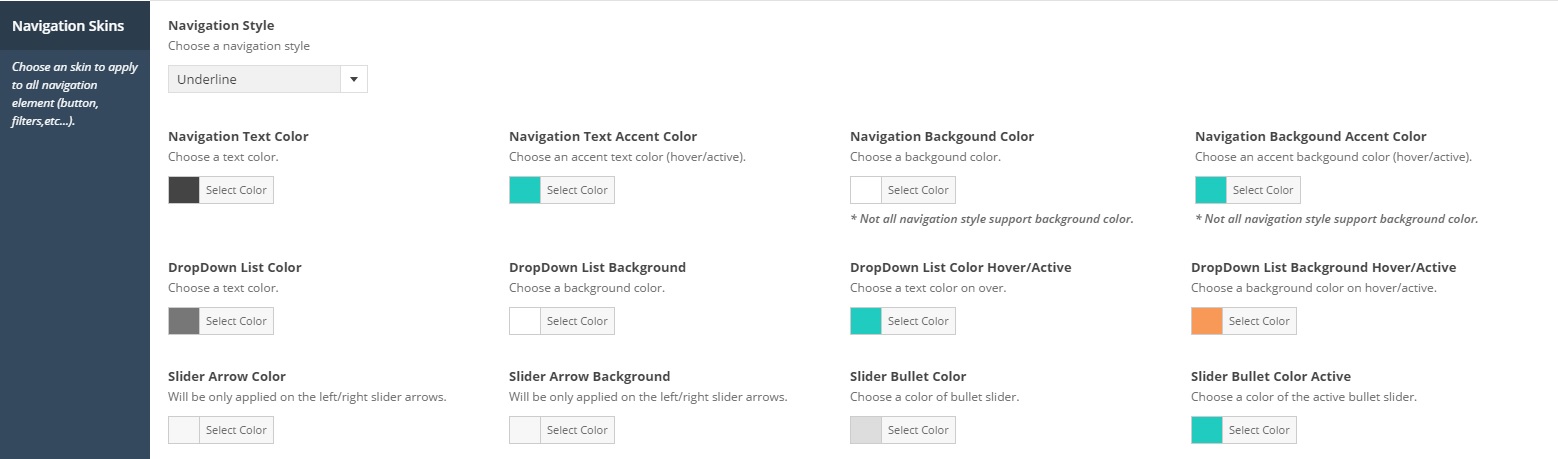 Navigation Skins
Choose an skin to apply
to all navigation
element (button,
filters,etc...).
Navigation Style
Choose a navigation style
Underline
Navigation Text Color
Choose a text color.
Select Color
Navigation Text Accent Color
Choose an accent text color (hover/active).
Select Color
Navigation Backgound Color
Choose a backgound color.
Select Color
* Not all navigation style support background color.
Navigation Backgound Accent Color
Choose an accent backgound color (hover/active).
Select Color
* Not all navigation style support background color.
DropDown List Color
Choose a text color.
Select Color
DropDown List Background
Choose a background color.
Select Color
DropDown List Color Hover/Active
Choose a text color on over.
Select Color
DropDown List Background Hover/Active
Choose a background color on hover/active.
Select Color
Slider Arrow Color
Will be only applied on the left/right slider arrows.
Select Color
Slider Arrow Background
Will be only applied on the left/right slider arrows.
Select Color
Slider Bullet Color
Choose a color of bullet slider.
Select Color
Slider Bullet Color Active
Choose a color of the active bullet slider.
Select Color